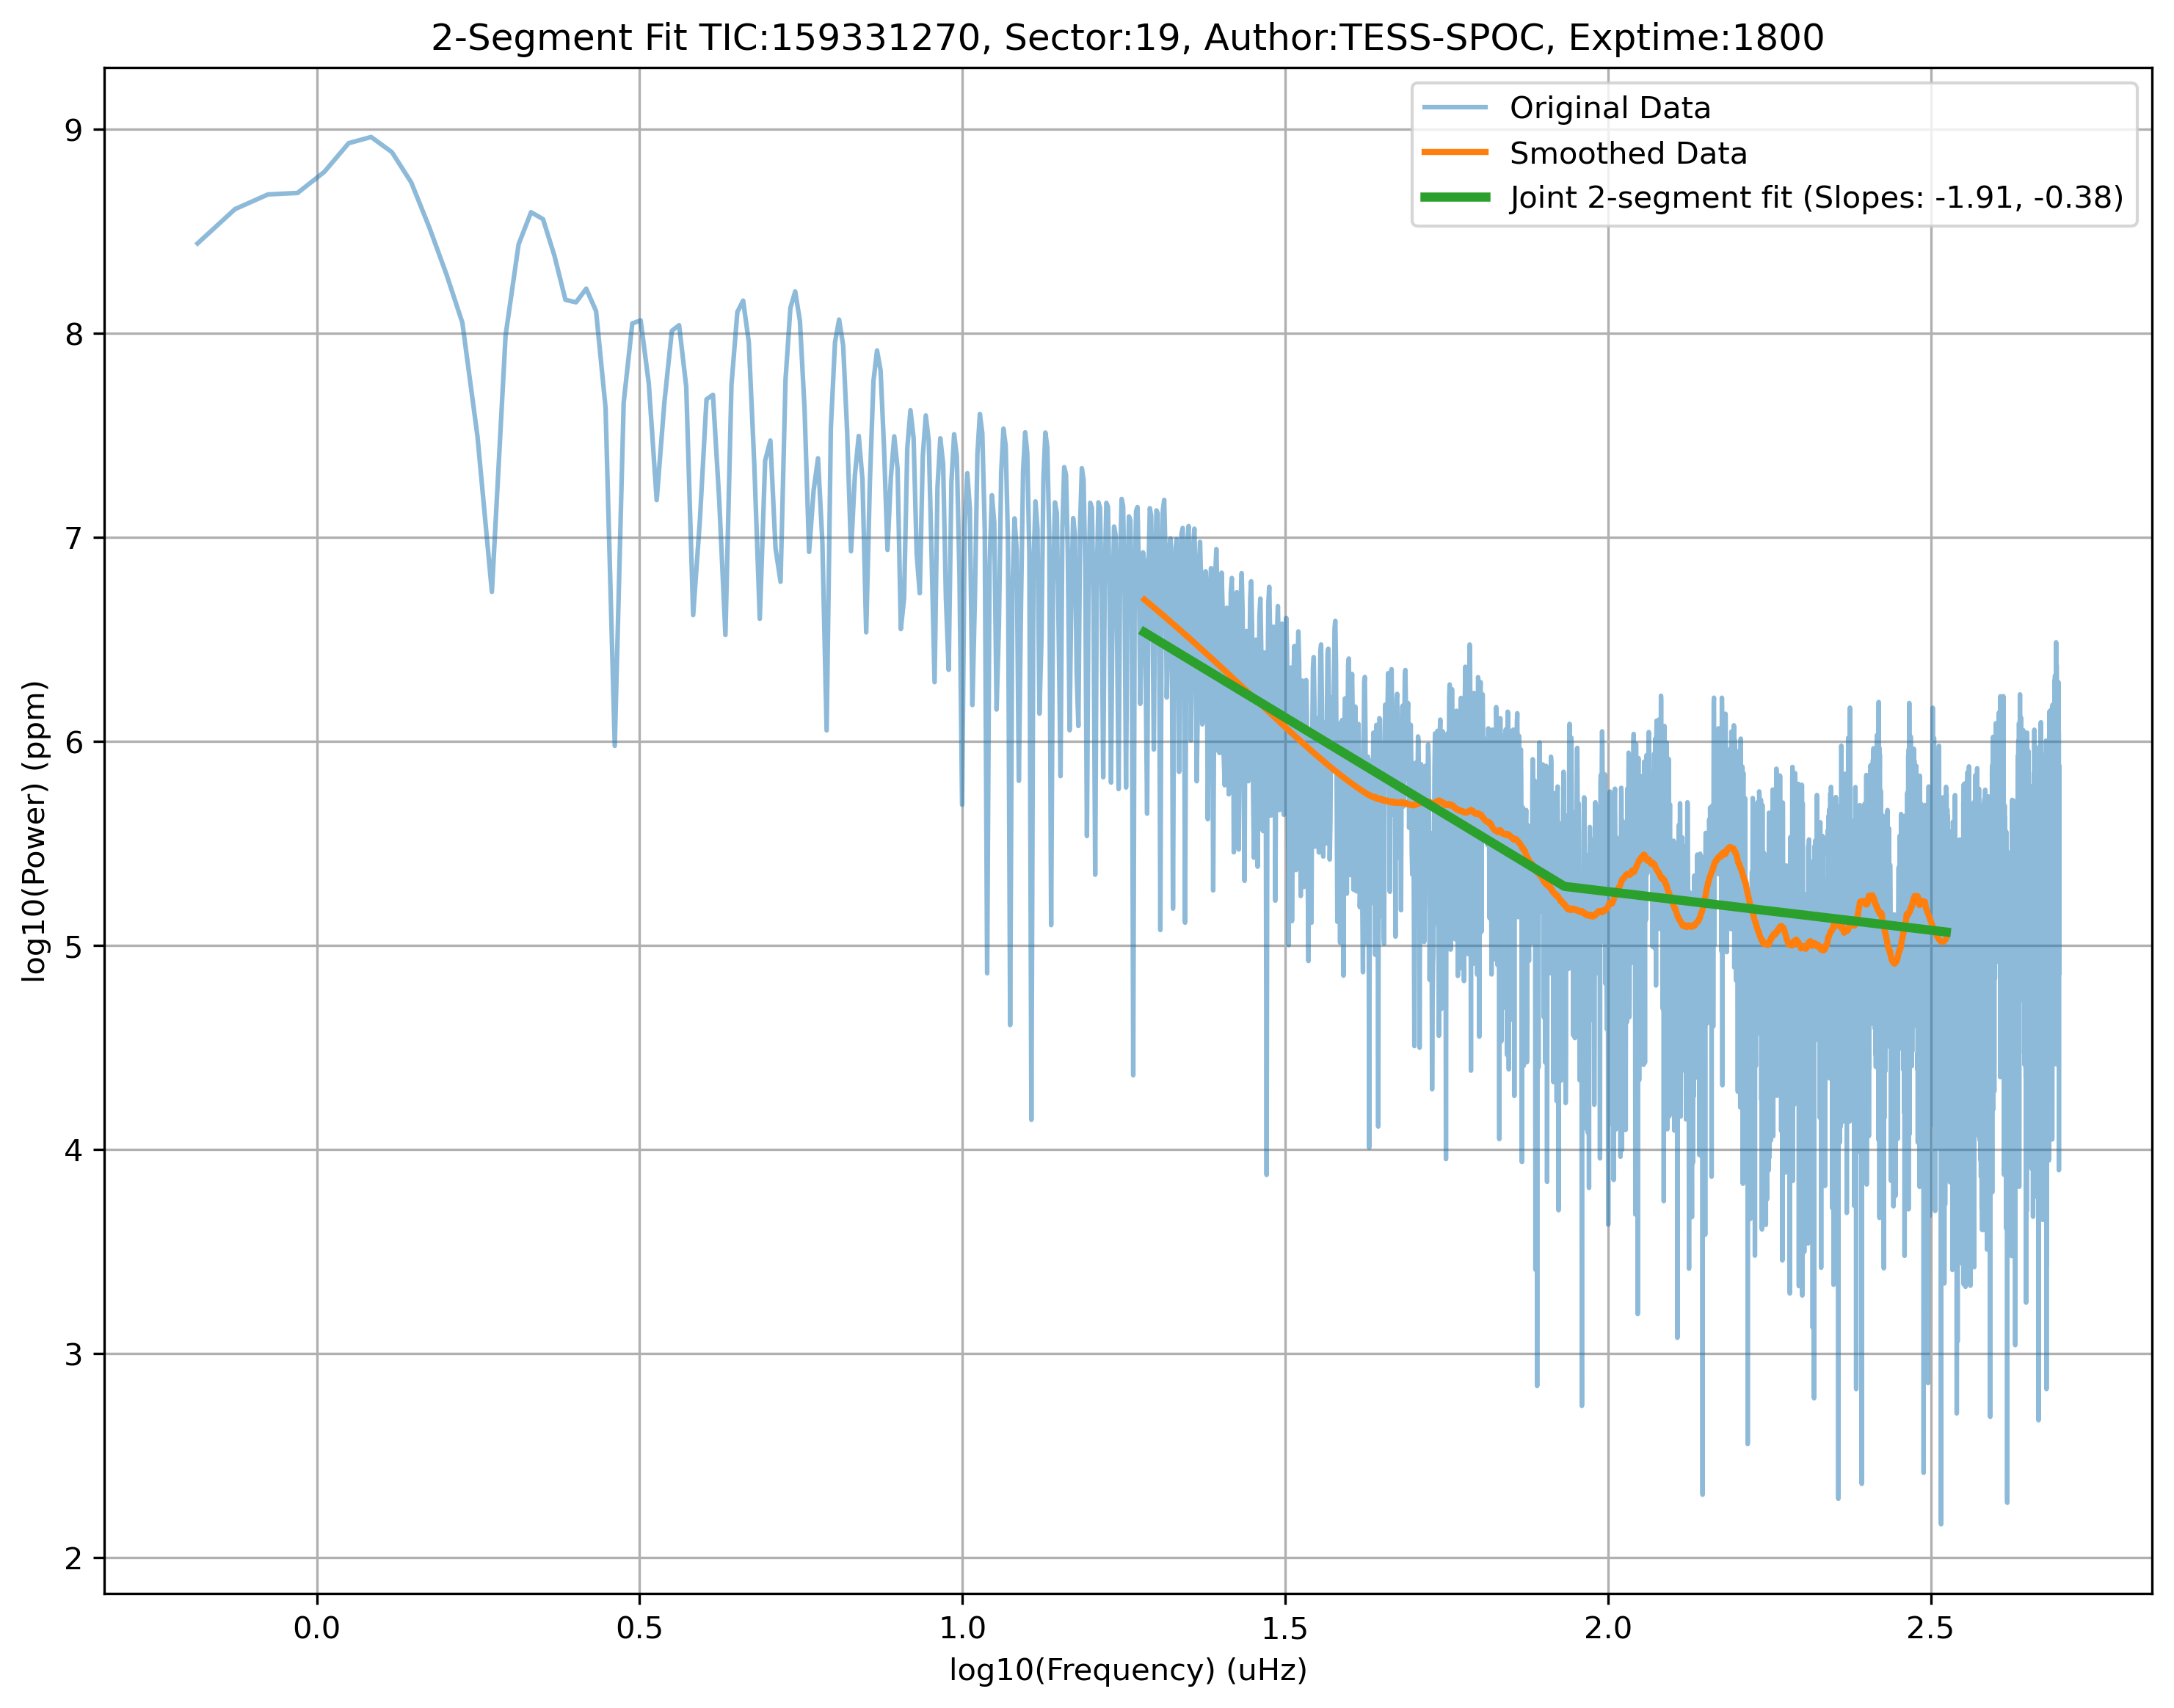 2-Segment Fit TIC:159331270, Sector:19, Author:TESS-SPOC, Exptime:1800
Original Data
Smoothed Data
Joint 2-segment fit (Slopes: -1.91, -0.38)
log10(Power) (ppm)
9
8
7
6
5
4
3
2
0.0 0.5 1.0 1.5 2.0 2.5
log10(Frequency) (uHz)